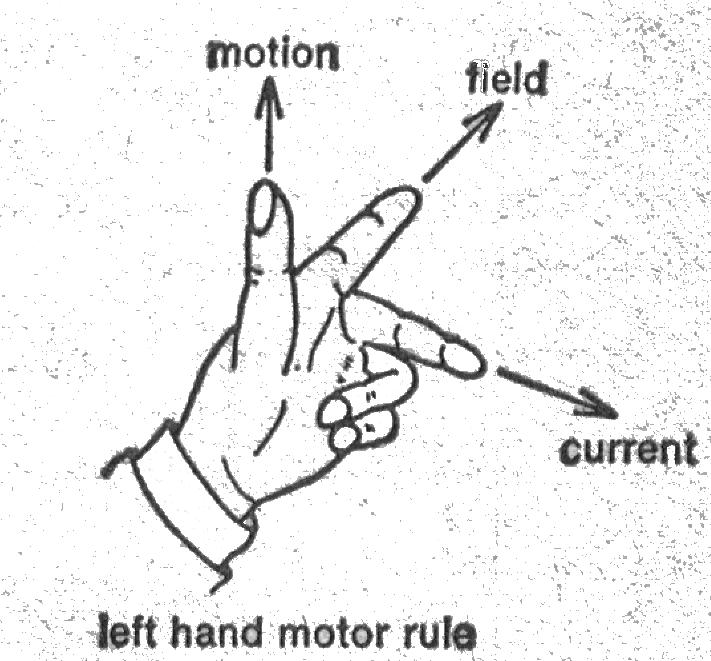 motion
field
current
left hand motor rule